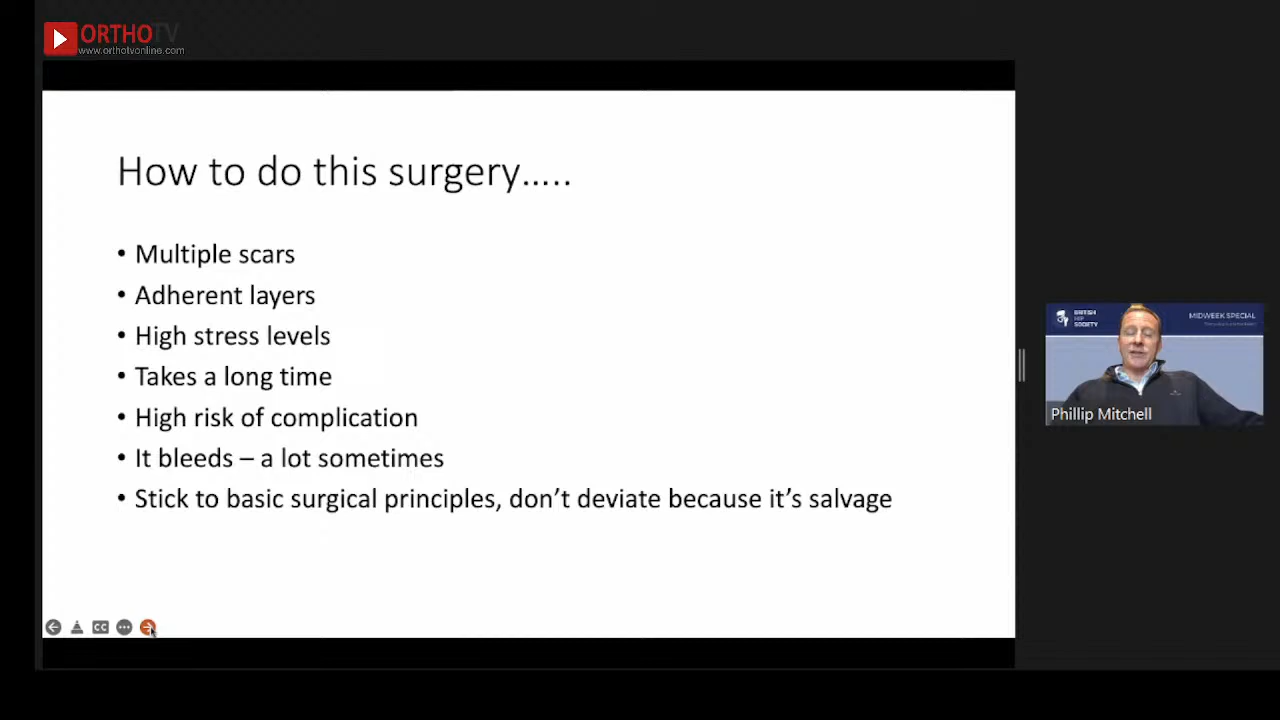 ORTHOTV
www.orthotvonline.com
How to do this surgery.....
• Multiple scars
• Adherent layers
• High stress levels
• Takes a long time
• High risk of complication
• It bleeds – a lot sometimes
• Stick to basic surgical principles, don’t deviate because it’s salvage
CC
BRITISH
HIP
SOCIETY
MIDWEEK SPECIAL
Phillip Mitchell